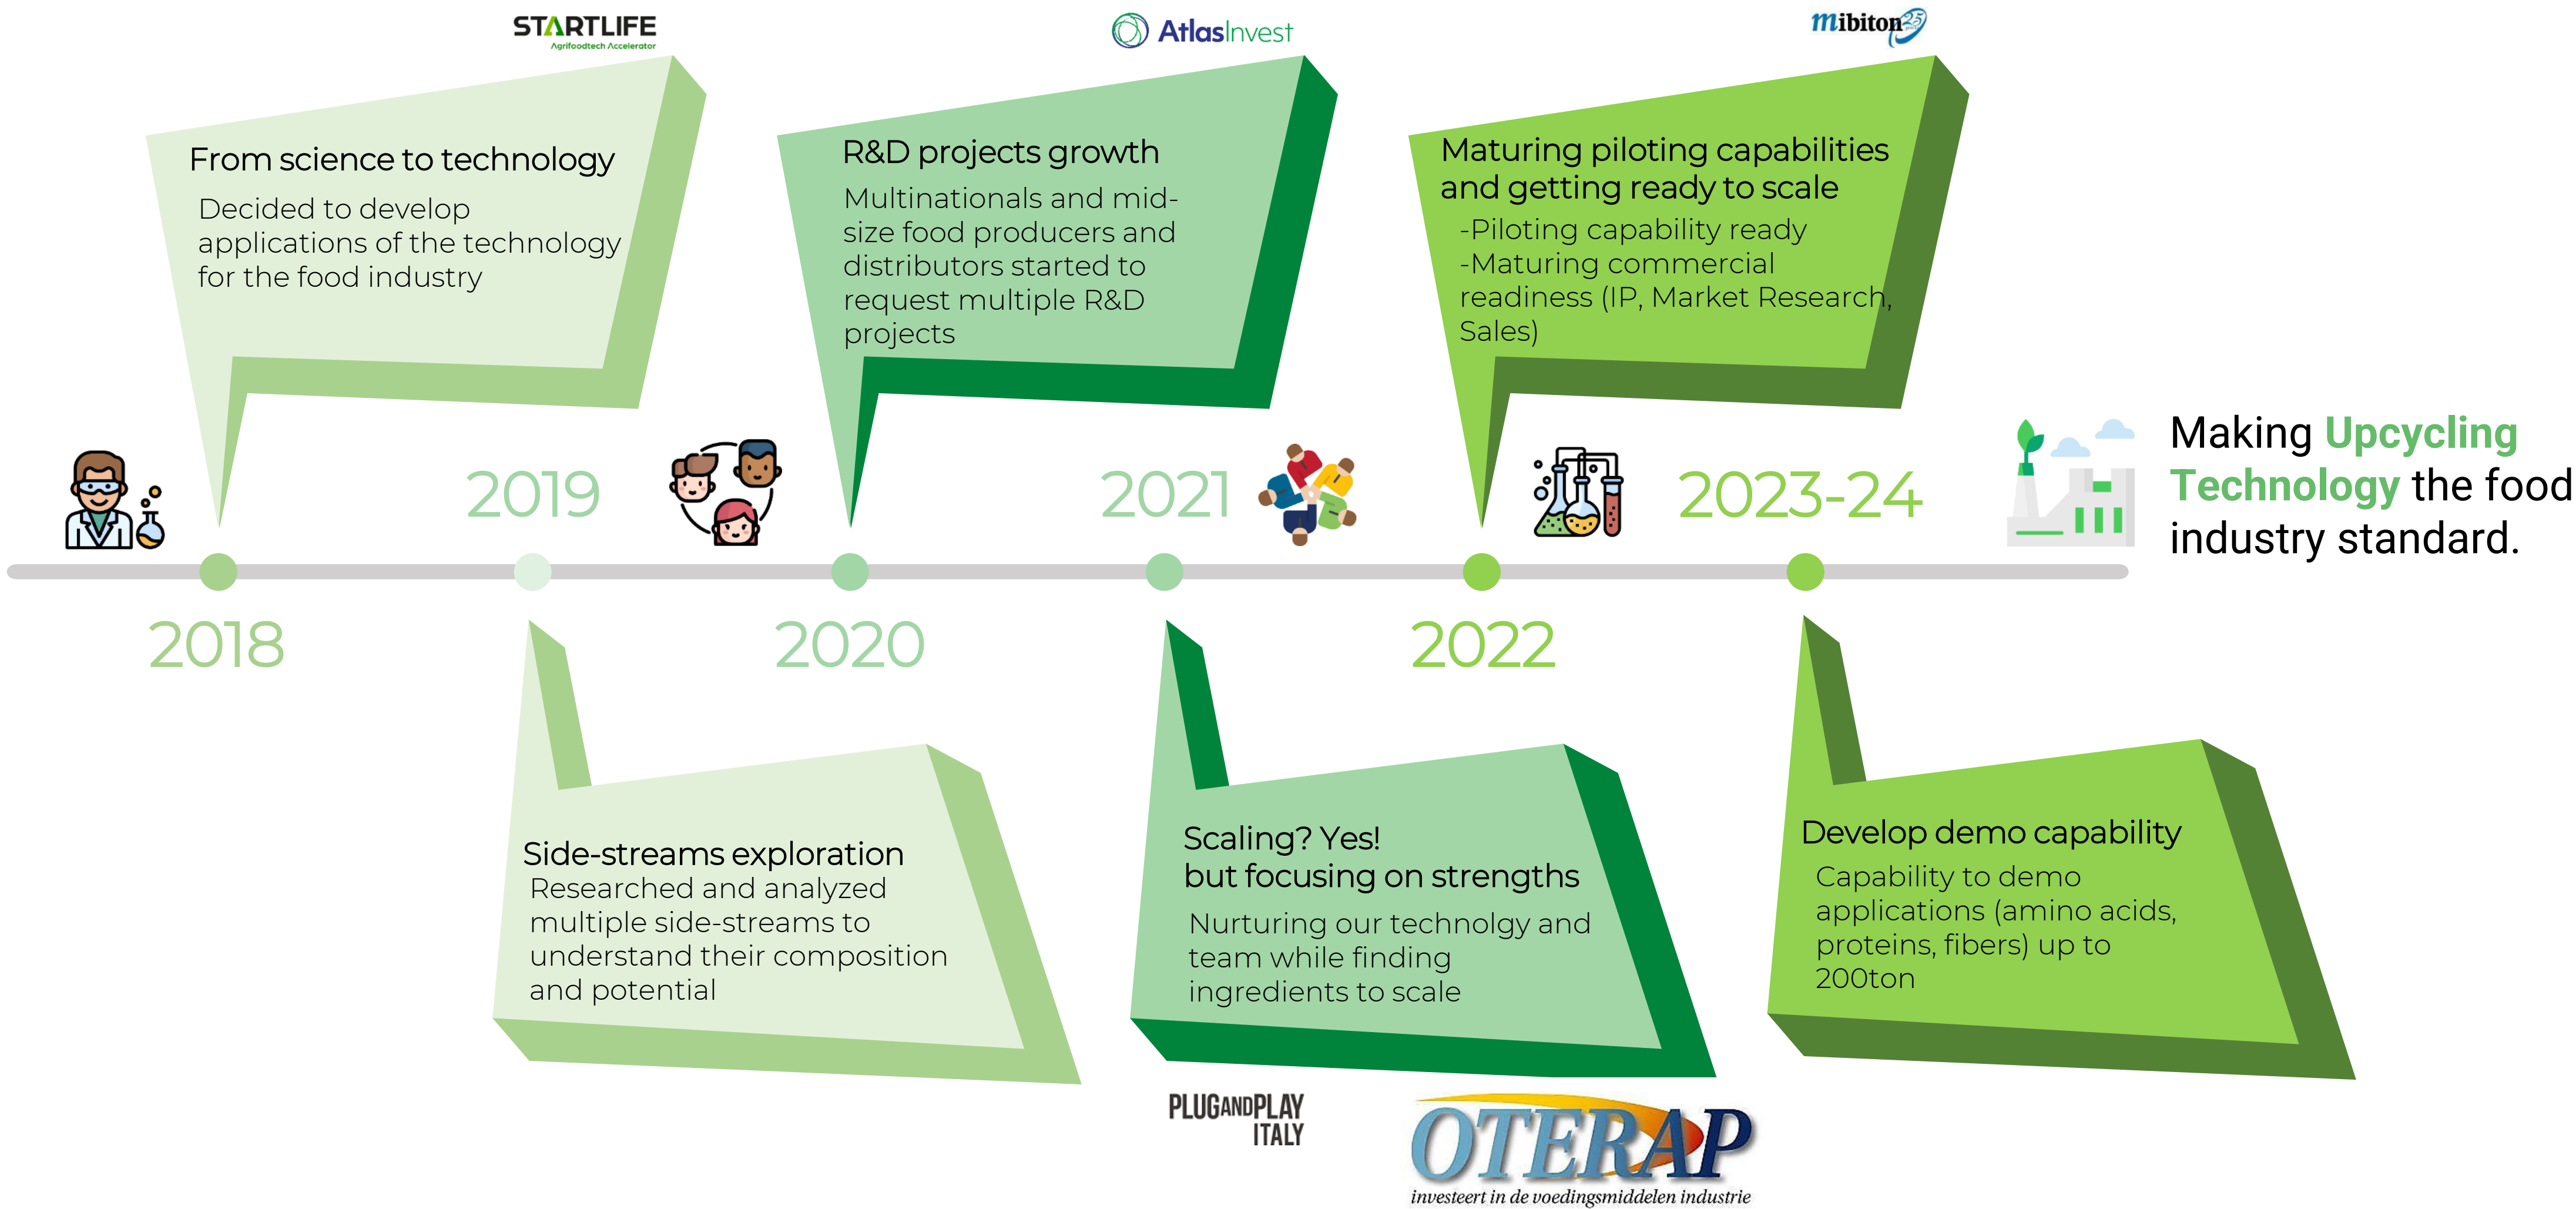 STARTLIFE
Agrifoodtech Accelerator
From science to technology
Decided to develop
applications of the technology
for the food industry
2018
2019
Side-streams exploration
Researched and analyzed
multiple side-streams to
understand their composition
and potential
AtlasInvest
R&D projects growth
Multinationals and mid-
size food producers and
distributors started to
request multiple R&D
projects
2020
2021
Scaling? Yes!
but focusing on strengths
Nurturing our technolgy and
team while finding
ingredients to scale
PLUGANDPLAY
ITALY
OTERAP
investeert in de voedingsmiddelen industrie
mibiton 25
Maturing piloting capabilities
and getting ready to scale
-Piloting capability ready
-Maturing commercial
readiness (IP, Market Research,
Sales)
2022
2023-24
Develop demo capability
Capability to demo
applications (amino acids,
proteins, fibers) up to
200ton
Making Upcycling
Technology the food
industry standard.